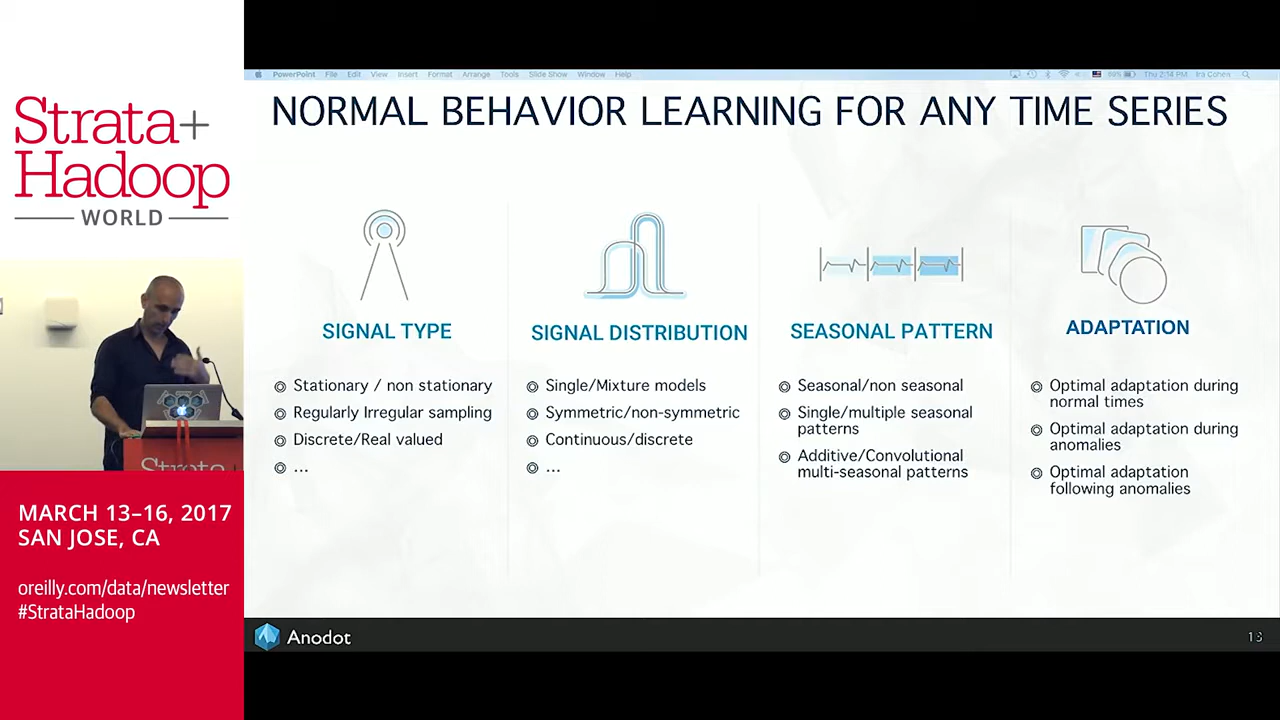 Strata+
Hadoop
WORLD
Strata+
MARCH 13–16, 2017
SAN JOSE, CA
oreilly.com/data/newsletter
#StrataHadoop
PowerPoint File Edit View Insert Format Arrange Tools Slide Show Window Help
Thu 2:14 PM Ira Cohen
NORMAL BEHAVIOR LEARNING FOR ANY TIME SERIES
SIGNAL TYPE
Stationary / non stationary
Regularly Irregular sampling
Discrete/Real valued
...
SIGNAL DISTRIBUTION
Single/Mixture models
Symmetric/non-symmetric
Continuous/discrete
...
SEASONAL PATTERN
Seasonal/non seasonal
Single/multiple seasonal
patterns
Additive/Convolutional
multi-seasonal patterns
ADAPTATION
Optimal adaptation during
normal times
Optimal adaptation during
anomalies
Optimal adaptation
following anomalies
Anodot